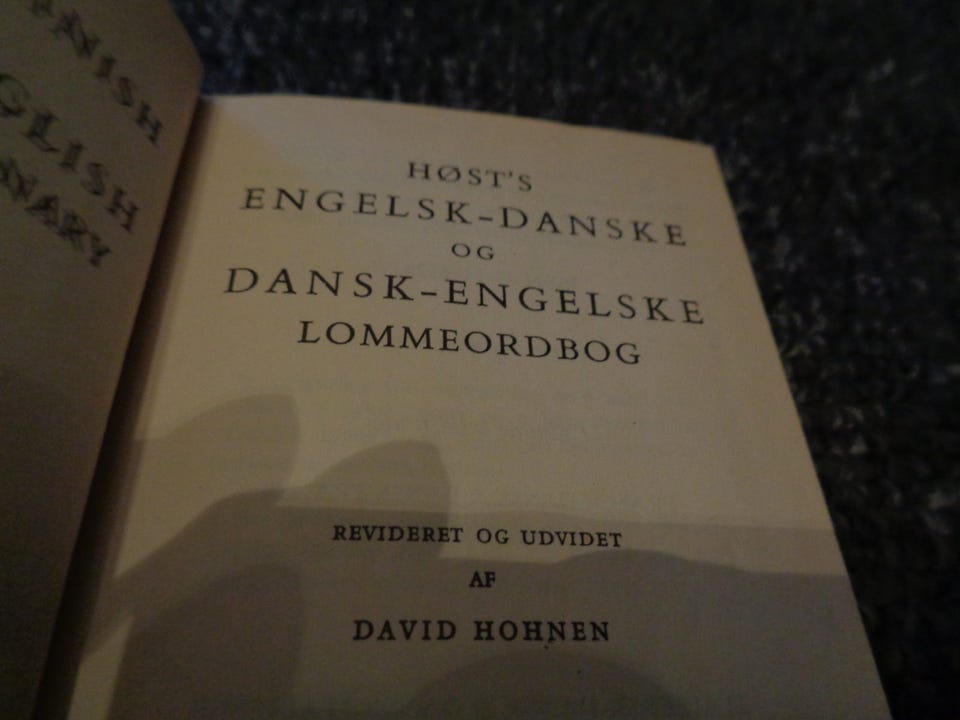 HØST'S
ENGELSK-DANSKE
OG
DANSK-ENGELSKE
LOMMEORDBOG
REVIDERET OG UDVIDET
AF
DAVID HOHNEN